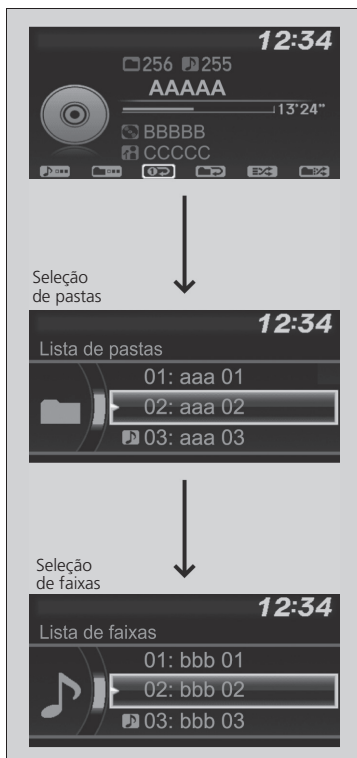 12:34
256 255
AAAAA
13'24"
BBBBB
CCCCC
Seleção
de pastas
12:34
Lista de pastas
01: aaa 01
02: aaa 02
03: aaa 03
Seleção
de faixas
12:34
Lista de faixas
01: bbb 01
02: bbb 02
03: bbb 03